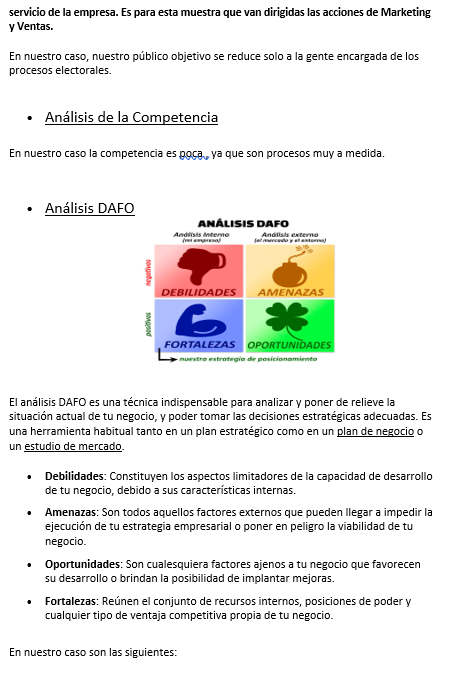 servicio de la empresa. Es para esta muestra que van dirigidas las acciones de Marketing
y Ventas.
En nuestro caso, nuestro público objetivo se reduce solo a la gente encargada de los
procesos electorales.
• Análisis de la Competencia
En nuestro caso la competencia es poca , ya que son procesos muy a medida.
• Análisis DAFO
ANÁLISIS DAFO
Análisis Interno Análisis externo
(mi empresa) (el mercado y el entorno)
negativos
DEBILIDADES AMENAZAS
positivos
FORTALEZAS OPORTUNIDADES
nuestra estrategia de posicionamiento
El análisis DAFO es una técnica indispensable para analizar y poner de relieve la
situación actual de tu negocio, y poder tomar las decisiones estratégicas adecuadas. Es
una herramienta habitual tanto en un plan estratégico como en un plan de negocio o
un estudio de mercado.
• Debilidades: Constituyen los aspectos limitadores de la capacidad de desarrollo
de tu negocio, debido a sus características internas.
• Amenazas: Son todos aquellos factores externos que pueden llegar a impedir la
ejecución de tu estrategia empresarial o poner en peligro la viabilidad de tu
negocio.
• Oportunidades: Son cualesquiera factores ajenos a tu negocio que favorecen
su desarrollo o brindan la posibilidad de implantar mejoras.
• Fortalezas: Reúnen el conjunto de recursos internos, posiciones de poder y
cualquier tipo de ventaja competitiva propia de tu negocio.
En nuestro caso son las siguientes: